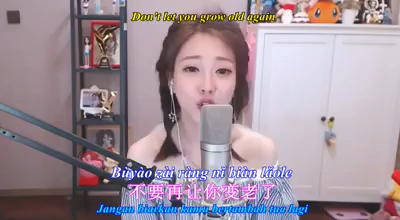 Don't let you grow old again
Bùyào zài ràng nǐ biàn lǎole
不要再让你变老了
Jangan biarkan kamu bertambah tua lagi